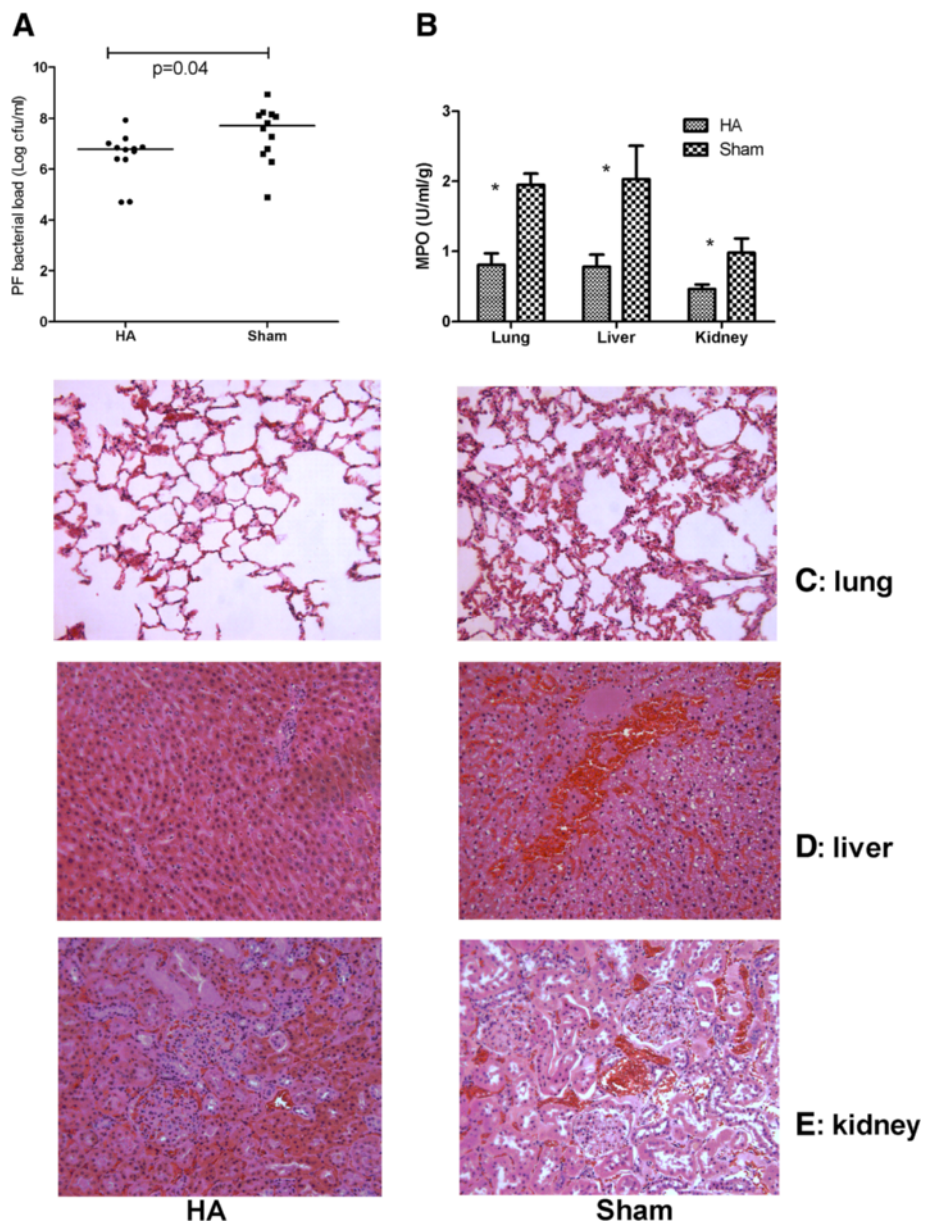 A
p=0.04
PF bacterial load (Log cfu/ml)
10
8
6
4
2
0
HA
Sham
B
HA
Sham
MPO (U/ml/g)
3
2
1
0
*
*
*
Lung
Liver
Kidney
C: lung
D: liver
E: kidney
HA
Sham